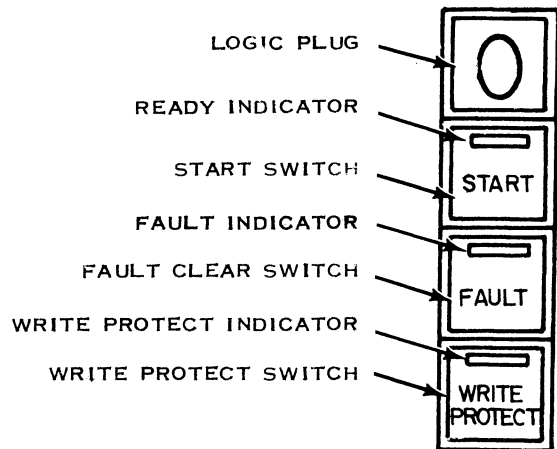 LOGIC PLUG
READY INDICATOR
START SWITCH
START
FAULT INDICATOR
FAULT CLEAR SWITCH
FAULT
WRITE PROTECT INDICATOR
WRITE PROTECT SWITCH
WRITE
PROTECT